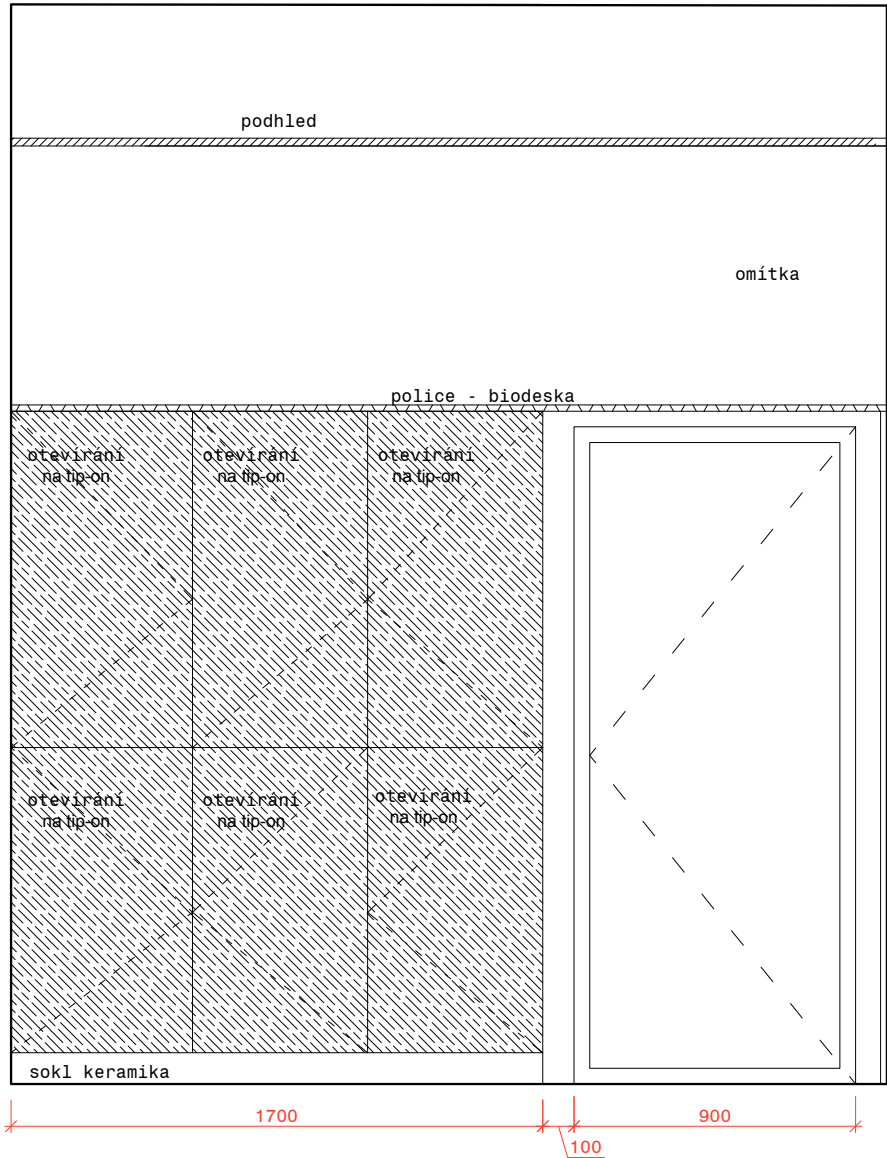 podhled
omítka
police - biodeska
otevírání
na tip-on
otevírání
na tip-on
otevírání
na tip-on
otevírání
na tip-on
otevírání
na tip-on
otevírání
na tip-on
sokl keramika
1700
100
900